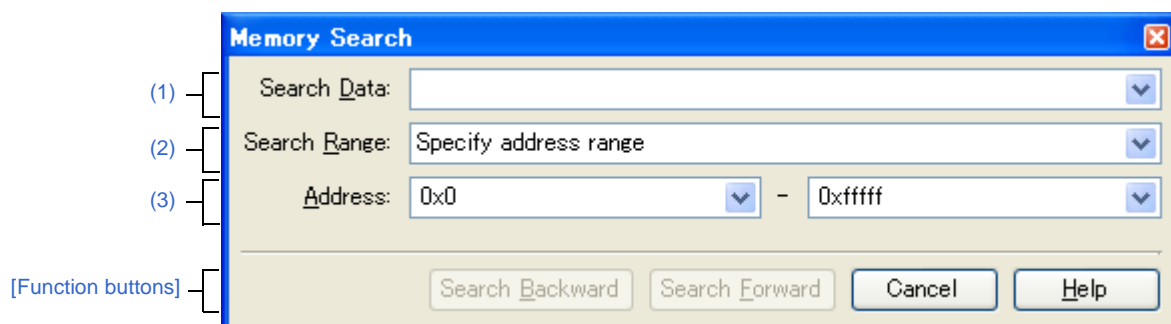 Memory Search
(1) Search Data:
(2) Search Range: Specify address range
(3) Address: 0x0 - 0xfffff
[Function buttons] Search Backward Search Forward Cancel Help